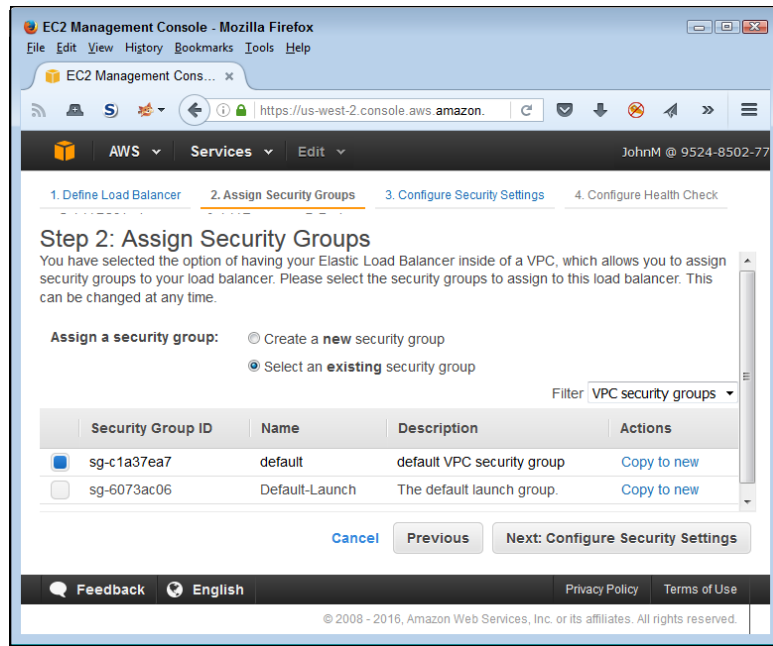 EC2 Management Console - Mozilla Firefox
File Edit View History Bookmarks Tools Help
EC2 Management Cons... ×
S https://us-west-2.console.aws.amazon. »
AWS Services Edit JohnM @ 9524-8502-77
1. Define Load Balancer 2. Assign Security Groups 3. Configure Security Settings 4. Configure Health Check
Step 2: Assign Security Groups
You have selected the option of having your Elastic Load Balancer inside of a VPC, which allows you to assign
security groups to your load balancer. Please select the security groups to assign to this load balancer. This
can be changed at any time.
Assign a security group: Create a new security group
Select an existing security group
Filter VPC security groups
Security Group ID Name Description Actions
sg-c1a37ea7 default default VPC security group Copy to new
sg-6073ac06 Default-Launch The default launch group. Copy to new
Cancel Previous Next: Configure Security Settings
Feedback English Privacy Policy Terms of Use
© 2008 - 2016, Amazon Web Services, Inc. or its affiliates. All rights reserved.